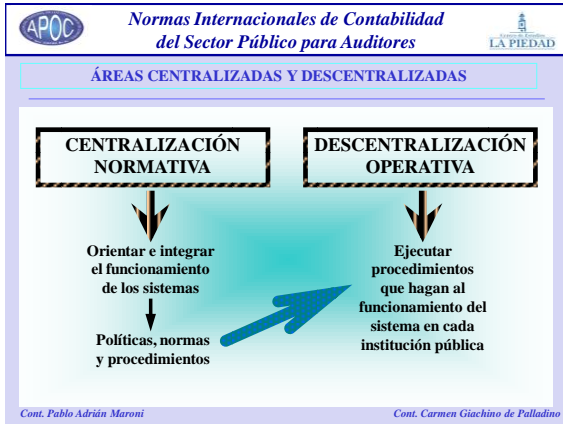 APOC
Normas Internacionales de Contabilidad
del Sector Público para Auditores
LA PIEDAD
ÁREAS CENTRALIZADAS Y DESCENTRALIZADAS
CENTRALIZACIÓN
NORMATIVA
Orientar e integrar
el funcionamiento
de los sistemas
Políticas, normas
y procedimientos
DESCENTRALIZACIÓN
OPERATIVA
Ejecutar
procedimientos
que hagan al
funcionamiento del
sistema en cada
institución pública
Cont. Pablo Adrián Maroni
Cont. Carmen Giachino de Palladino